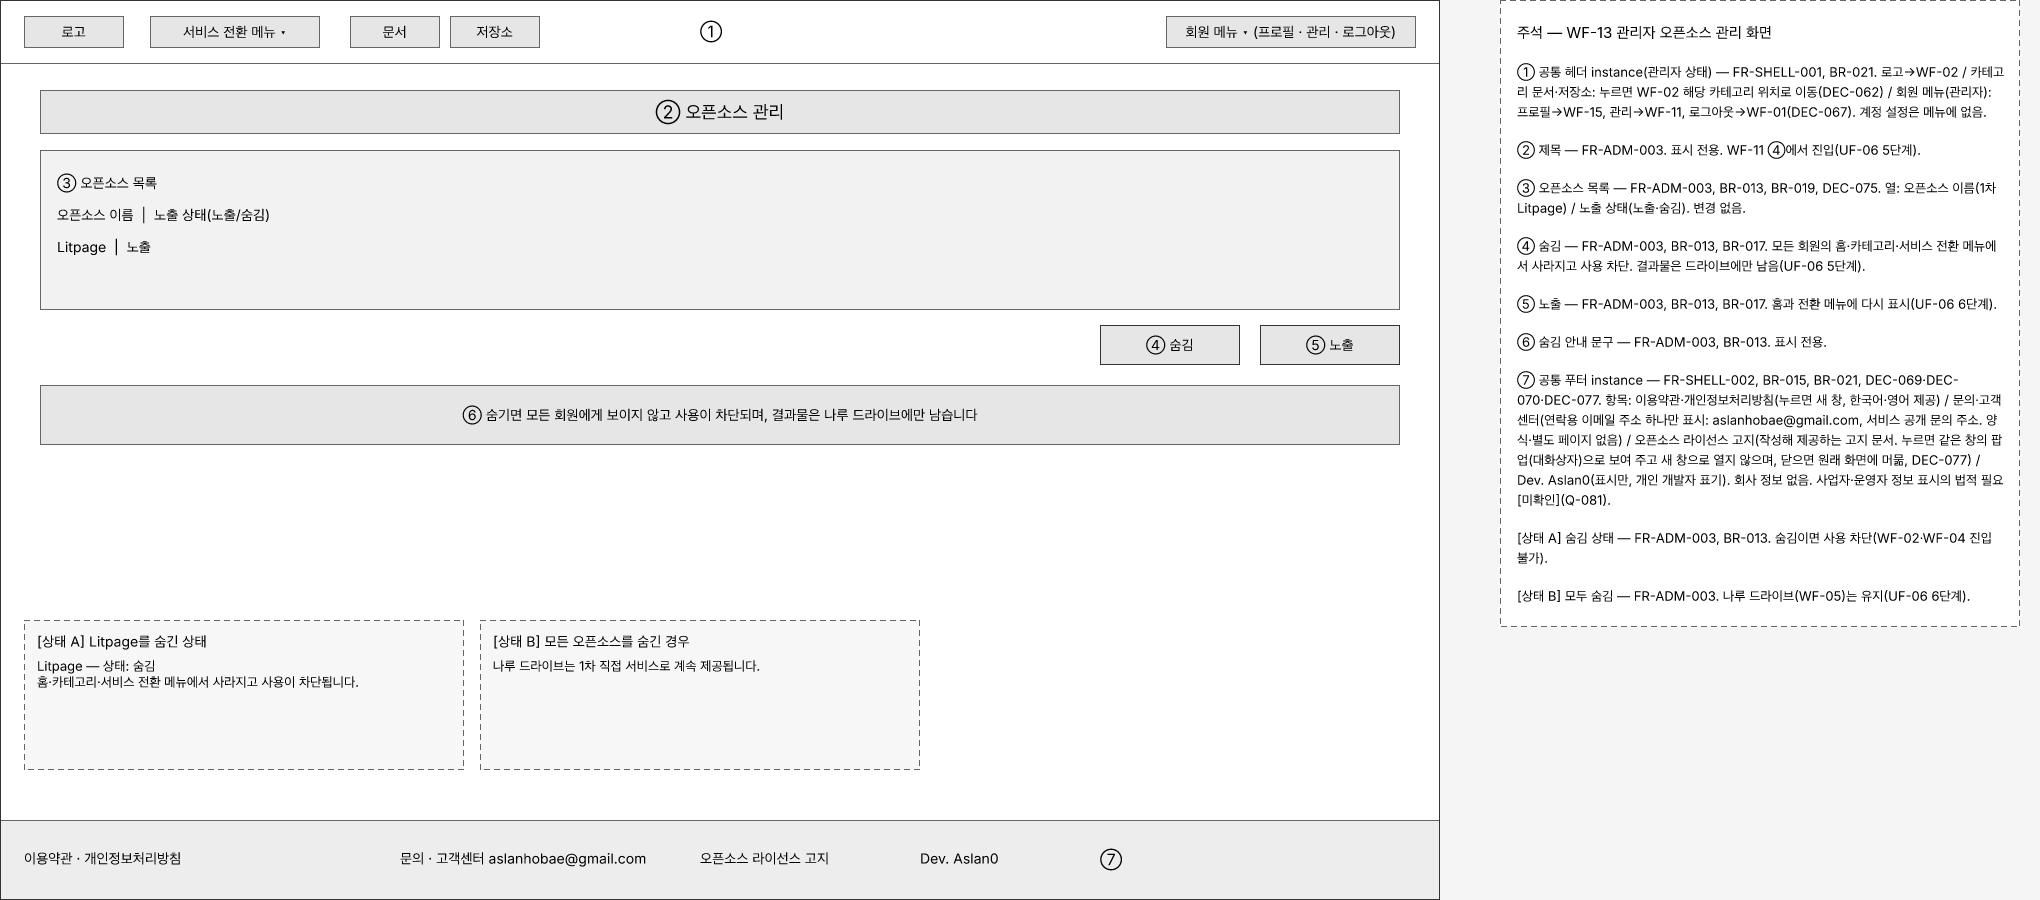 로고
서비스 전환 메뉴 ▾
문서
저장소
①
회원 메뉴 ▾ (프로필 · 관리 · 로그아웃)
② 오픈소스 관리
③ 오픈소스 목록
오픈소스 이름 | 노출 상태(노출/숨김)
Litpage | 노출
④ 숨김
⑤ 노출
⑥ 숨기면 모든 회원에게 보이지 않고 사용이 차단되며, 결과물은 나루 드라이브에만 남습니다
[상태 A] Litpage를 숨긴 상태
Litpage — 상태: 숨김
홈·카테고리·서비스 전환 메뉴에서 사라지고 사용이 차단됩니다.
[상태 B] 모든 오픈소스를 숨긴 경우
나루 드라이브는 1차 직접 서비스로 계속 제공됩니다.
이용약관 · 개인정보처리방침
문의 · 고객센터 aslanhobae@gmail.com
오픈소스 라이선스 고지
Dev. Aslan0
⑦
주석 — WF-13 관리자 오픈소스 관리 화면
① 공통 헤더 instance(관리자 상태) — FR-SHELL-001, BR-021. 로고→WF-02 / 카테고
리 문서·저장소: 누르면 WF-02 해당 카테고리 위치로 이동(DEC-062) / 회원 메뉴(관리자):
프로필→WF-15, 관리→WF-11, 로그아웃→WF-01(DEC-067). 계정 설정은 메뉴에 없음.
② 제목 — FR-ADM-003. 표시 전용. WF-11 ④에서 진입(UF-06 5단계).
③ 오픈소스 목록 — FR-ADM-003, BR-013, BR-019, DEC-075. 열: 오픈소스 이름(1차
Litpage) / 노출 상태(노출·숨김). 변경 없음.
④ 숨김 — FR-ADM-003, BR-013, BR-017. 모든 회원의 홈·카테고리·서비스 전환 메뉴에
서 사라지고 사용 차단. 결과물은 드라이브에만 남음(UF-06 5단계).
⑤ 노출 — FR-ADM-003, BR-013, BR-017. 홈과 전환 메뉴에 다시 표시(UF-06 6단계).
⑥ 숨김 안내 문구 — FR-ADM-003, BR-013. 표시 전용.
⑦ 공통 푸터 instance — FR-SHELL-002, BR-015, BR-021, DEC-069·DEC-
070·DEC-077. 항목: 이용약관·개인정보처리방침(누르면 새 창, 한국어·영어 제공) / 문의·고객
센터(연락용 이메일 주소 하나만 표시: aslanhobae@gmail.com, 서비스 공개 문의 주소. 양
식·별도 페이지 없음) / 오픈소스 라이선스 고지(작성해 제공하는 고지 문서. 누르면 같은 창의 팝
업(대화상자)으로 보여 주고 새 창으로 열지 않으며, 닫으면 원래 화면에 머묾, DEC-077) /
Dev. Aslan0(표시만, 개인 개발자 표기). 회사 정보 없음. 사업자·운영자 정보 표시의 법적 필요
[미확인](Q-081).
[상태 A] 숨김 상태 — FR-ADM-003, BR-013. 숨김이면 사용 차단(WF-02·WF-04 진입
불가).
[상태 B] 모두 숨김 — FR-ADM-003. 나루 드라이브(WF-05)는 유지(UF-06 6단계).